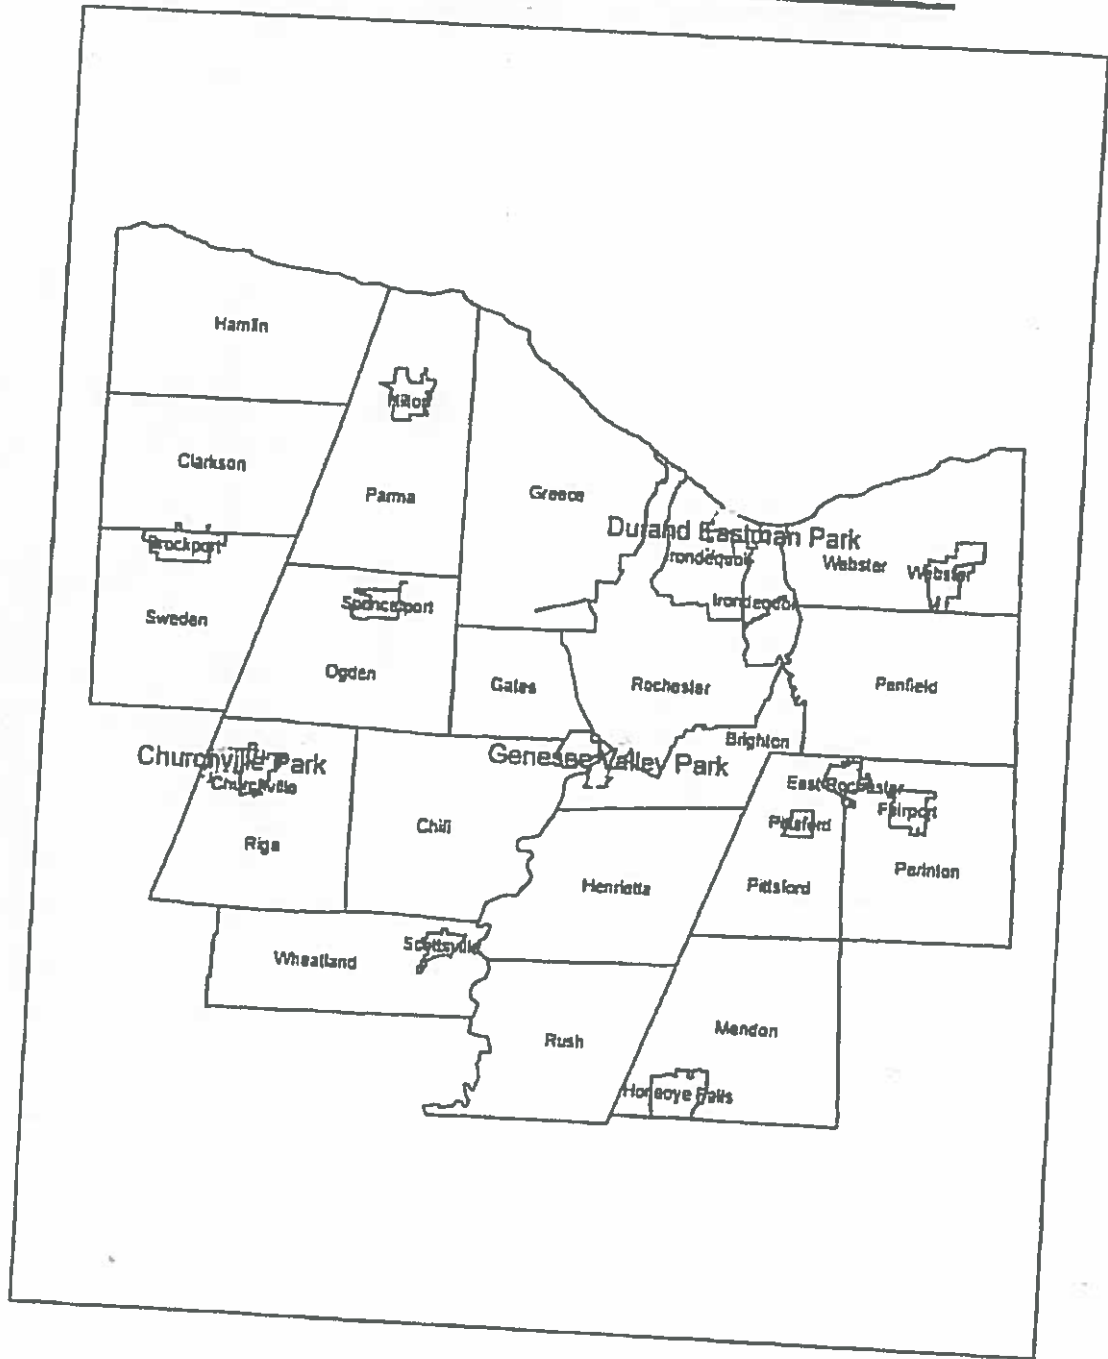 Hamlin
Hilton
Clarkson
Parma
Greece
Durand Eastman Park
Brockport
Irondequoit
Webster
Webster
Spencerport
Irondequoit
Sweden
Ogden
Gates
Rochester
Penfield
Brighton
Churchville Park
Genesee Valley Park
Churchville
East Rochester
Fairport
Pittsford
Chili
Riga
Perinton
Henrietta
Pittsford
Scottsville
Wheatland
Mendon
Rush
Honeoye Falls